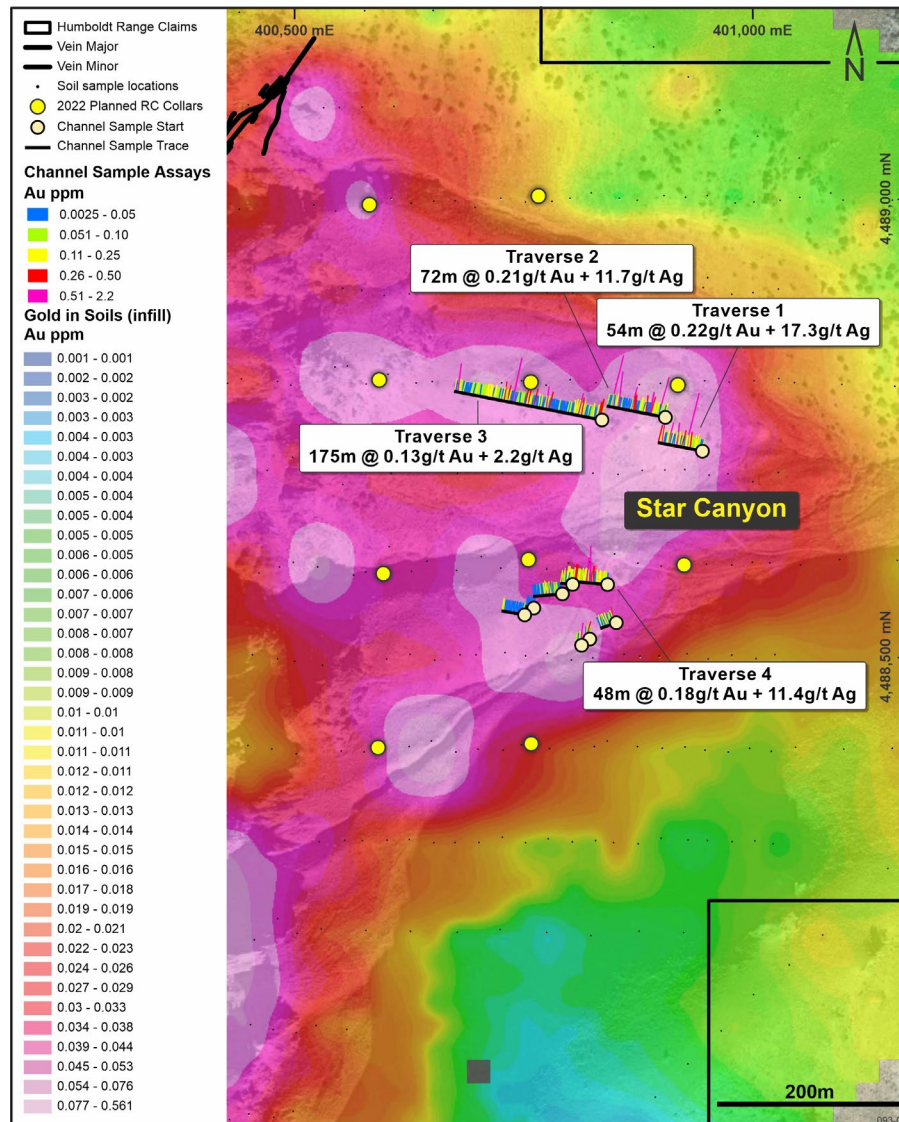 Humboldt Range Claims
Vein Major
Vein Minor
Soil sample locations
2022 Planned RC Collars
Channel Sample Start
Channel Sample Trace
Channel Sample Assays
Au ppm
0.0025 - 0.05
0.051 - 0.10
0.11 - 0.25
0.26 - 0.50
0.51 - 2.2
Gold in Soils (infill)
Au ppm
0.001 - 0.001
0.002 - 0.002
0.003 - 0.002
0.003 - 0.003
0.004 - 0.003
0.004 - 0.003
0.004 - 0.004
0.005 - 0.004
0.005 - 0.004
0.005 - 0.005
0.006 - 0.005
0.006 - 0.006
0.007 - 0.006
0.007 - 0.007
0.008 - 0.007
0.008 - 0.008
0.009 - 0.008
0.009 - 0.009
0.01 - 0.01
0.011 - 0.01
0.011 - 0.011
0.012 - 0.011
0.012 - 0.012
0.013 - 0.013
0.014 - 0.014
0.015 - 0.015
0.016 - 0.016
0.017 - 0.018
0.019 - 0.019
0.02 - 0.021
0.022 - 0.023
0.024 - 0.026
0.027 - 0.029
0.03 - 0.033
0.034 - 0.038
0.039 - 0.044
0.045 - 0.053
0.054 - 0.076
0.077 - 0.561
400,500 mE
401,000 mE
N
4,489,000 mN
Traverse 2
72m @ 0.21g/t Au + 11.7g/t Ag
Traverse 1
54m @ 0.22g/t Au + 17.3g/t Ag
Traverse 3
175m @ 0.13g/t Au + 2.2g/t Ag
Star Canyon
4,488,500 mN
Traverse 4
48m @ 0.18g/t Au + 11.4g/t Ag
200m